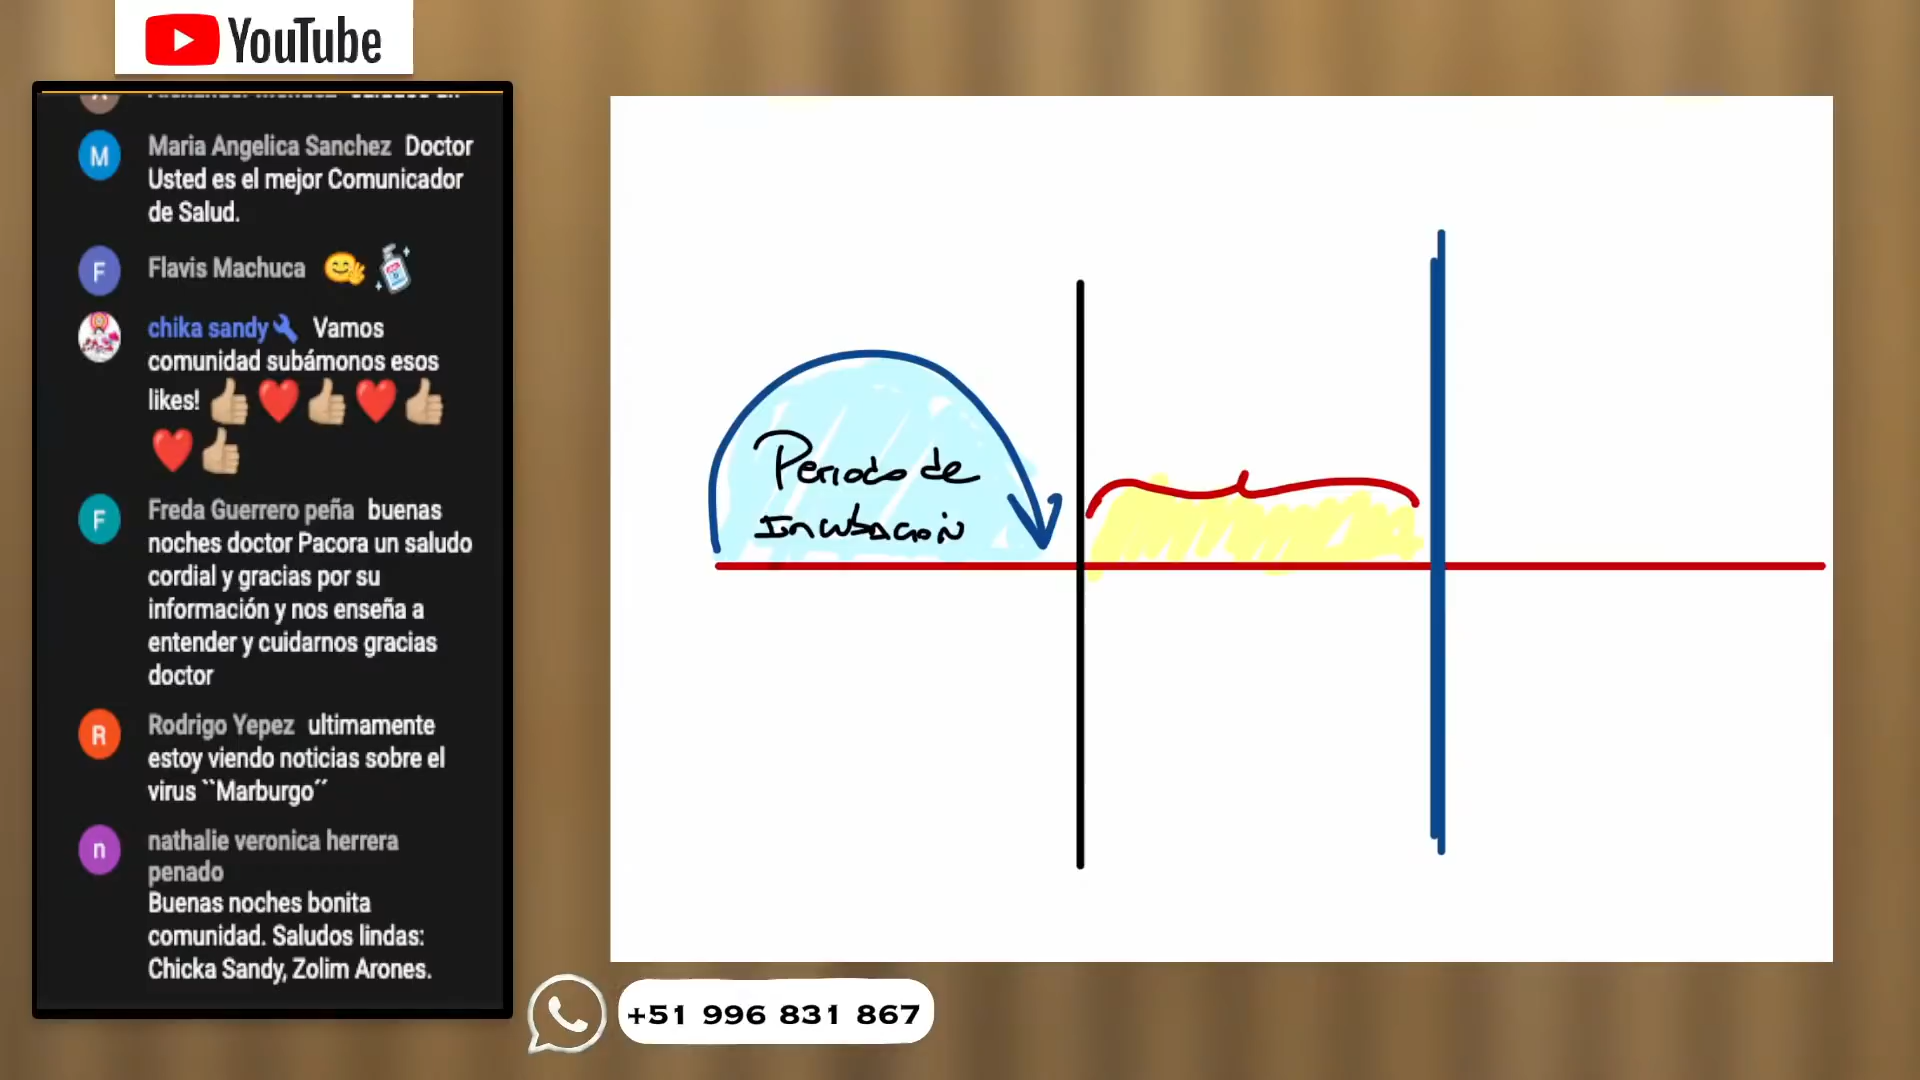 YouTube
Maria Angelica Sanchez Doctor
Usted es el mejor Comunicador
de Salud.
Flavis Machuca
chika sandy Vamos
comunidad subámonos esos
likes!
Freda Guerrero peña buenas
noches doctor Pacora un saludo
cordial y gracias por su
información y nos enseña a
entender y cuidarnos gracias
doctor
Rodrigo Yepez ultimamente
estoy viendo noticias sobre el
virus ``Marburgo´´
nathalie veronica herrera
penado
Buenas noches bonita
comunidad. Saludos lindas:
Chicka Sandy, Zolim Arones.
M
F
F
R
n
Periodo de
Incubación
+51 996 831 867